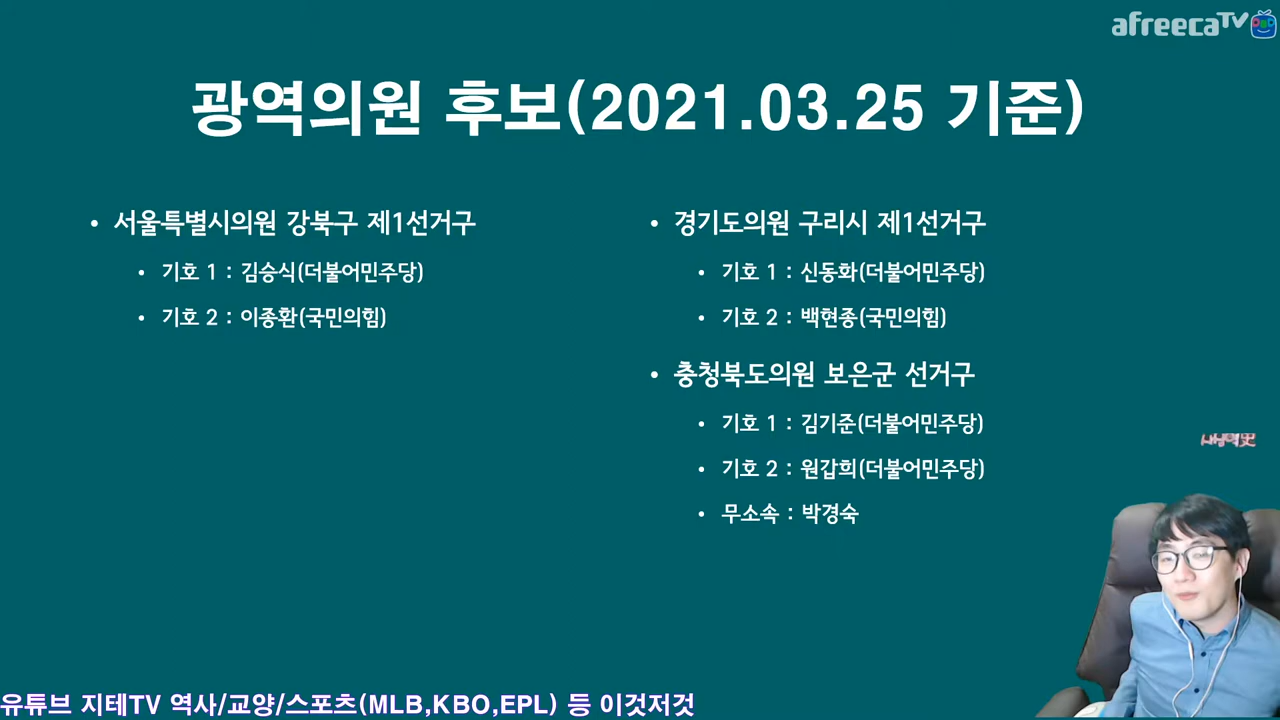 afreecaTV
광역의원 후보(2021.03.25 기준)
• 서울특별시의원 강북구 제1선거구
• 기호 1 : 김승식(더불어민주당)
• 기호 2 : 이종환(국민의힘)
• 경기도의원 구리시 제1선거구
• 기호 1 : 신동화(더불어민주당)
• 기호 2 : 백현종(국민의힘)
• 충청북도의원 보은군 선거구
• 기호 1 : 김기준(더불어민주당)
• 기호 2 : 원갑희(더불어민주당)
• 무소속 : 박경숙
유튜브 지테TV 역사/교양/스포츠(MLB,KBO,EPL) 등 이것저것